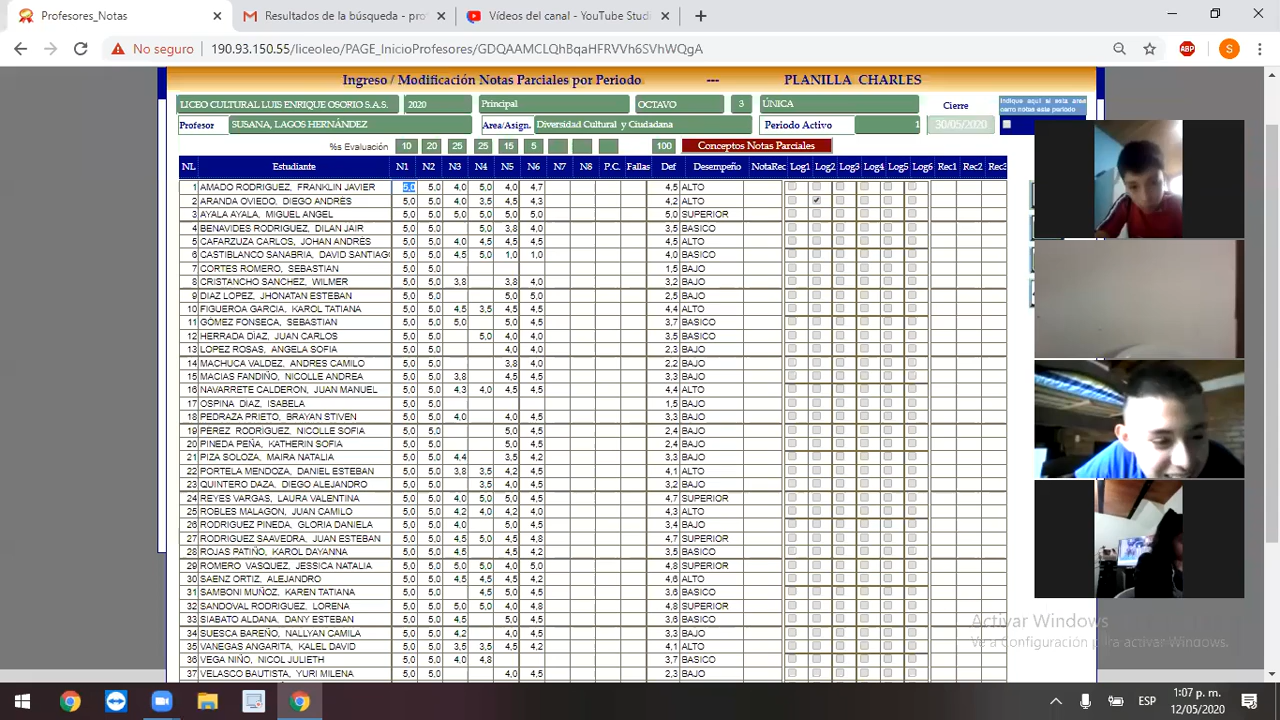 Profesores_Notas
Resultados de la búsqueda - prof
Vídeos del canal - YouTube Studi
No seguro
190.93.150.55/liceoleo/PAGE_InicioProfesores/GDQAAMCLQhBqaHFRVVh6SVhWQgA
ABP
S
Ingreso / Modificación Notas Parciales por Periodo --- PLANILLA CHARLES
LICEO CULTURAL LUIS ENRIQUE OSORIO S.A.S. 2020 Principal OCTAVO 3 ÚNICA Cierre
Indique aquí si esta area cerro notas este periodo
Profesor SUSANA, LAGOS HERNÁNDEZ Area/Asign. Diversidad Cultural y Ciudadana Periodo Activo 1 30/05/2020
%s Evaluación 10 20 25 25 15 5 100 Conceptos Notas Parciales
NL Estudiante N1 N2 N3 N4 N5 N6 N7 N8 P.C. Fallas Def Desempeño NotaRec Log1 Log2 Log3 Log4 Log5 Log6 Rec1 Rec2 Rec3
1 AMADO RODRIGUEZ, FRANKLIN JAVIER 5,0 5,0 4,0 5,0 4,0 4,7 4,5 ALTO
2 ARANDA OVIEDO, DIEGO ANDRES 5,0 5,0 4,0 3,5 4,5 4,3 4,2 ALTO
3 AYALA AYALA, MIGUEL ANGEL 5,0 5,0 5,0 5,0 5,0 5,0 5,0 SUPERIOR
4 BENAVIDES RODRIGUEZ, DILAN JAIR 5,0 5,0 5,0 3,8 4,0 3,5 BASICO
5 CAFARZUZA CARLOS, JOHAN ANDRES 5,0 5,0 4,0 4,5 4,5 4,5 4,5 ALTO
6 CASTIBLANCO SANABRIA, DAVID SANTIAG 5,0 5,0 4,5 5,0 1,0 1,0 4,0 BASICO
7 CORTES ROMERO, SEBASTIAN 5,0 5,0 1,5 BAJO
8 CRISTANCHO SANCHEZ, WILMER 5,0 5,0 3,8 3,8 4,0 3,2 BAJO
9 DIAZ LOPEZ, JHONATAN ESTEBAN 5,0 5,0 5,0 5,0 2,5 BAJO
10 FIGUEROA GARCIA, KAROL TATIANA 5,0 5,0 4,5 3,5 4,5 4,5 4,4 ALTO
11 GÓMEZ FONSECA, SEBASTIAN 5,0 5,0 5,0 5,0 4,5 3,7 BASICO
12 HERRADA DÍAZ, JUAN CARLOS 5,0 5,0 5,0 4,0 4,0 3,5 BASICO
13 LOPEZ ROSAS, ANGELA SOFIA 5,0 5,0 4,0 4,0 2,3 BAJO
14 MACHUCA VALDEZ, ANDRES CAMILO 5,0 5,0 3,8 4,0 2,2 BAJO
15 MACIAS FANDIÑO, NICOLLE ANDREA 5,0 5,0 3,8 4,5 4,5 3,3 BAJO
16 NAVARRETE CALDERON, JUAN MANUEL 5,0 5,0 4,3 4,0 4,5 4,5 4,4 ALTO
17 OSPINA DIAZ, ISABELA 5,0 5,0 1,5 BAJO
18 PEDRAZA PRIETO, BRAYAN STIVEN 5,0 5,0 4,0 4,0 4,5 3,3 BAJO
19 PEREZ RODRÍGUEZ, NICOLLE SOFIA 5,0 5,0 5,0 4,5 2,4 BAJO
20 PINEDA PEÑA, KATHERIN SOFIA 5,0 5,0 4,5 4,5 2,4 BAJO
21 PIZA SOLOZA, MAIRA NATALIA 5,0 5,0 4,4 3,5 4,2 3,3 BAJO
22 PORTELA MENDOZA, DANIEL ESTEBAN 5,0 5,0 3,8 3,5 4,2 4,5 4,1 ALTO
23 QUINTERO DAZA, DIEGO ALEJANDRO 5,0 5,0 3,5 4,0 4,2 BAJO
24 REYES VARGAS, LAURA VALENTINA 5,0 5,0 4,0 5,0 5,0 4,5 4,7 SUPERIOR
25 ROBLES MALAGON, JUAN CAMILO 5,0 5,0 4,2 4,0 4,2 4,0 4,3 ALTO
26 RODRIGUEZ PINEDA, GLORIA DANIELA 5,0 5,0 4,0 5,0 4,5 3,4 BAJO
27 RODRIGUEZ SAAVEDRA, JUAN ESTEBAN 5,0 5,0 4,5 5,0 4,5 4,8 4,7 SUPERIOR
28 ROJAS PATIÑO, KAROL DAYANNA 5,0 5,0 4,5 4,5 4,2 3,5 BASICO
29 ROMERO VASQUEZ, JESSICA NATALIA 5,0 5,0 5,0 5,0 4,0 5,0 4,8 SUPERIOR
30 SAENZ ORTIZ, ALEJANDRO 5,0 5,0 4,5 4,5 4,5 4,2 4,6 ALTO
31 SAMBONI MUÑOZ, KAREN TATIANA 5,0 5,0 4,5 5,0 4,5 3,6 BASICO
32 SANDOVAL RODRIGUEZ, LORENA 5,0 5,0 5,0 5,0 4,0 4,8 4,8 SUPERIOR
33 SIABATO ALDANA, DANY ESTEBAN 5,0 5,0 4,5 4,5 4,5 3,6 BASICO
34 SUESCA BAREÑO, NALLYAN CAMILA 5,0 5,0 4,2 4,0 4,5 3,3 BAJO
35 VANEGAS ANGARITA, KALEL DAVID 5,0 5,0 3,5 3,5 4,5 4,2 4,1 ALTO
36 VEGA NIÑO, NICOL JULIETH 5,0 5,0 4,0 4,8 3,7 BASICO
37 VELASCO BAUTISTA, YURI MILENA 5,0 5,0 4,0 4,5 2,3 BAJO
Activar Windows
Ve a Configuración para activar Windows.
ESP
1:07 p. m.
12/05/2020